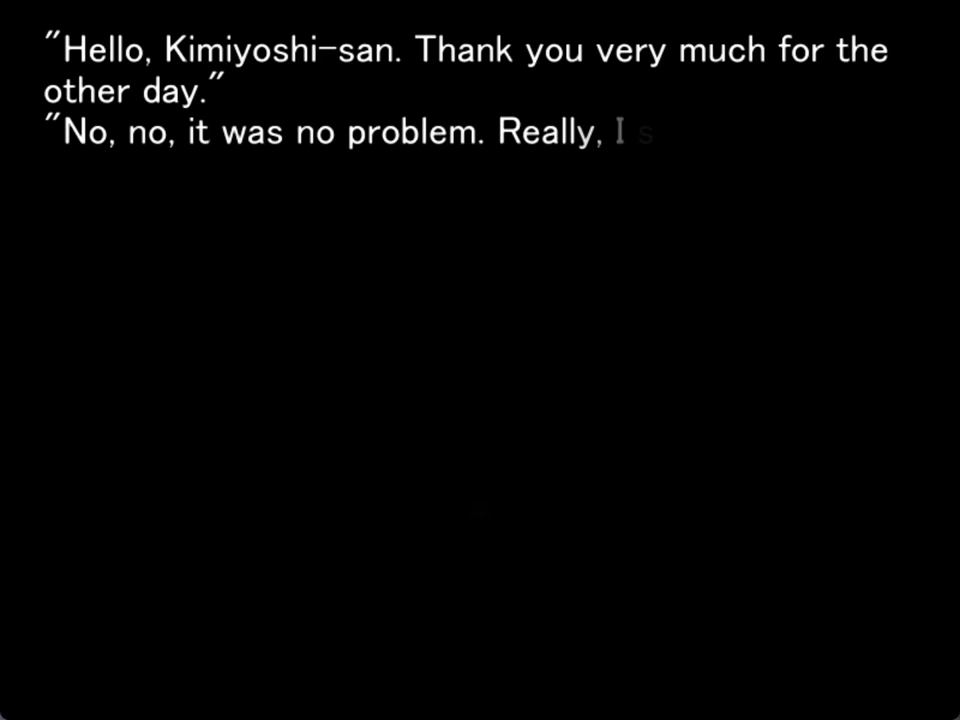 "Hello, Kimiyoshi-san. Thank you very much for the
other day."
"No, no, it was no problem. Really, I s